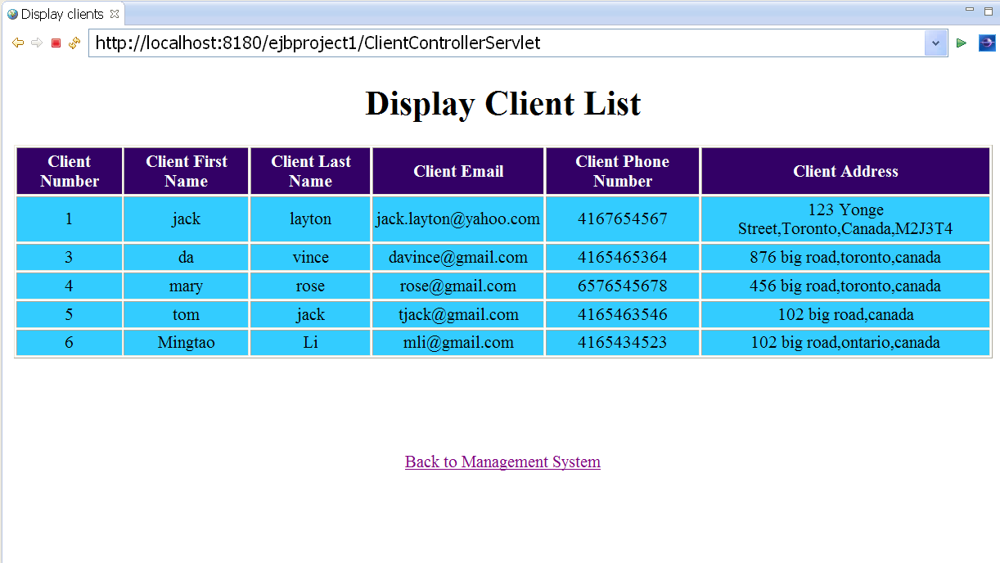 Display clients
http://localhost:8180/ejbproject1/ClientControllerServlet
Display Client List
Client Number Client First Name Client Last Name Client Email Client Phone Number Client Address
1 jack layton jack.layton@yahoo.com 4167654567 123 Yonge Street,Toronto,Canada,M2J3T4
3 da vince davince@gmail.com 4165465364 876 big road,toronto,canada
4 mary rose rose@gmail.com 6576545678 456 big road,toronto,canada
5 tom jack tjack@gmail.com 4165463546 102 big road,canada
6 Mingtao Li mli@gmail.com 4165434523 102 big road,ontario,canada
Back to Management System